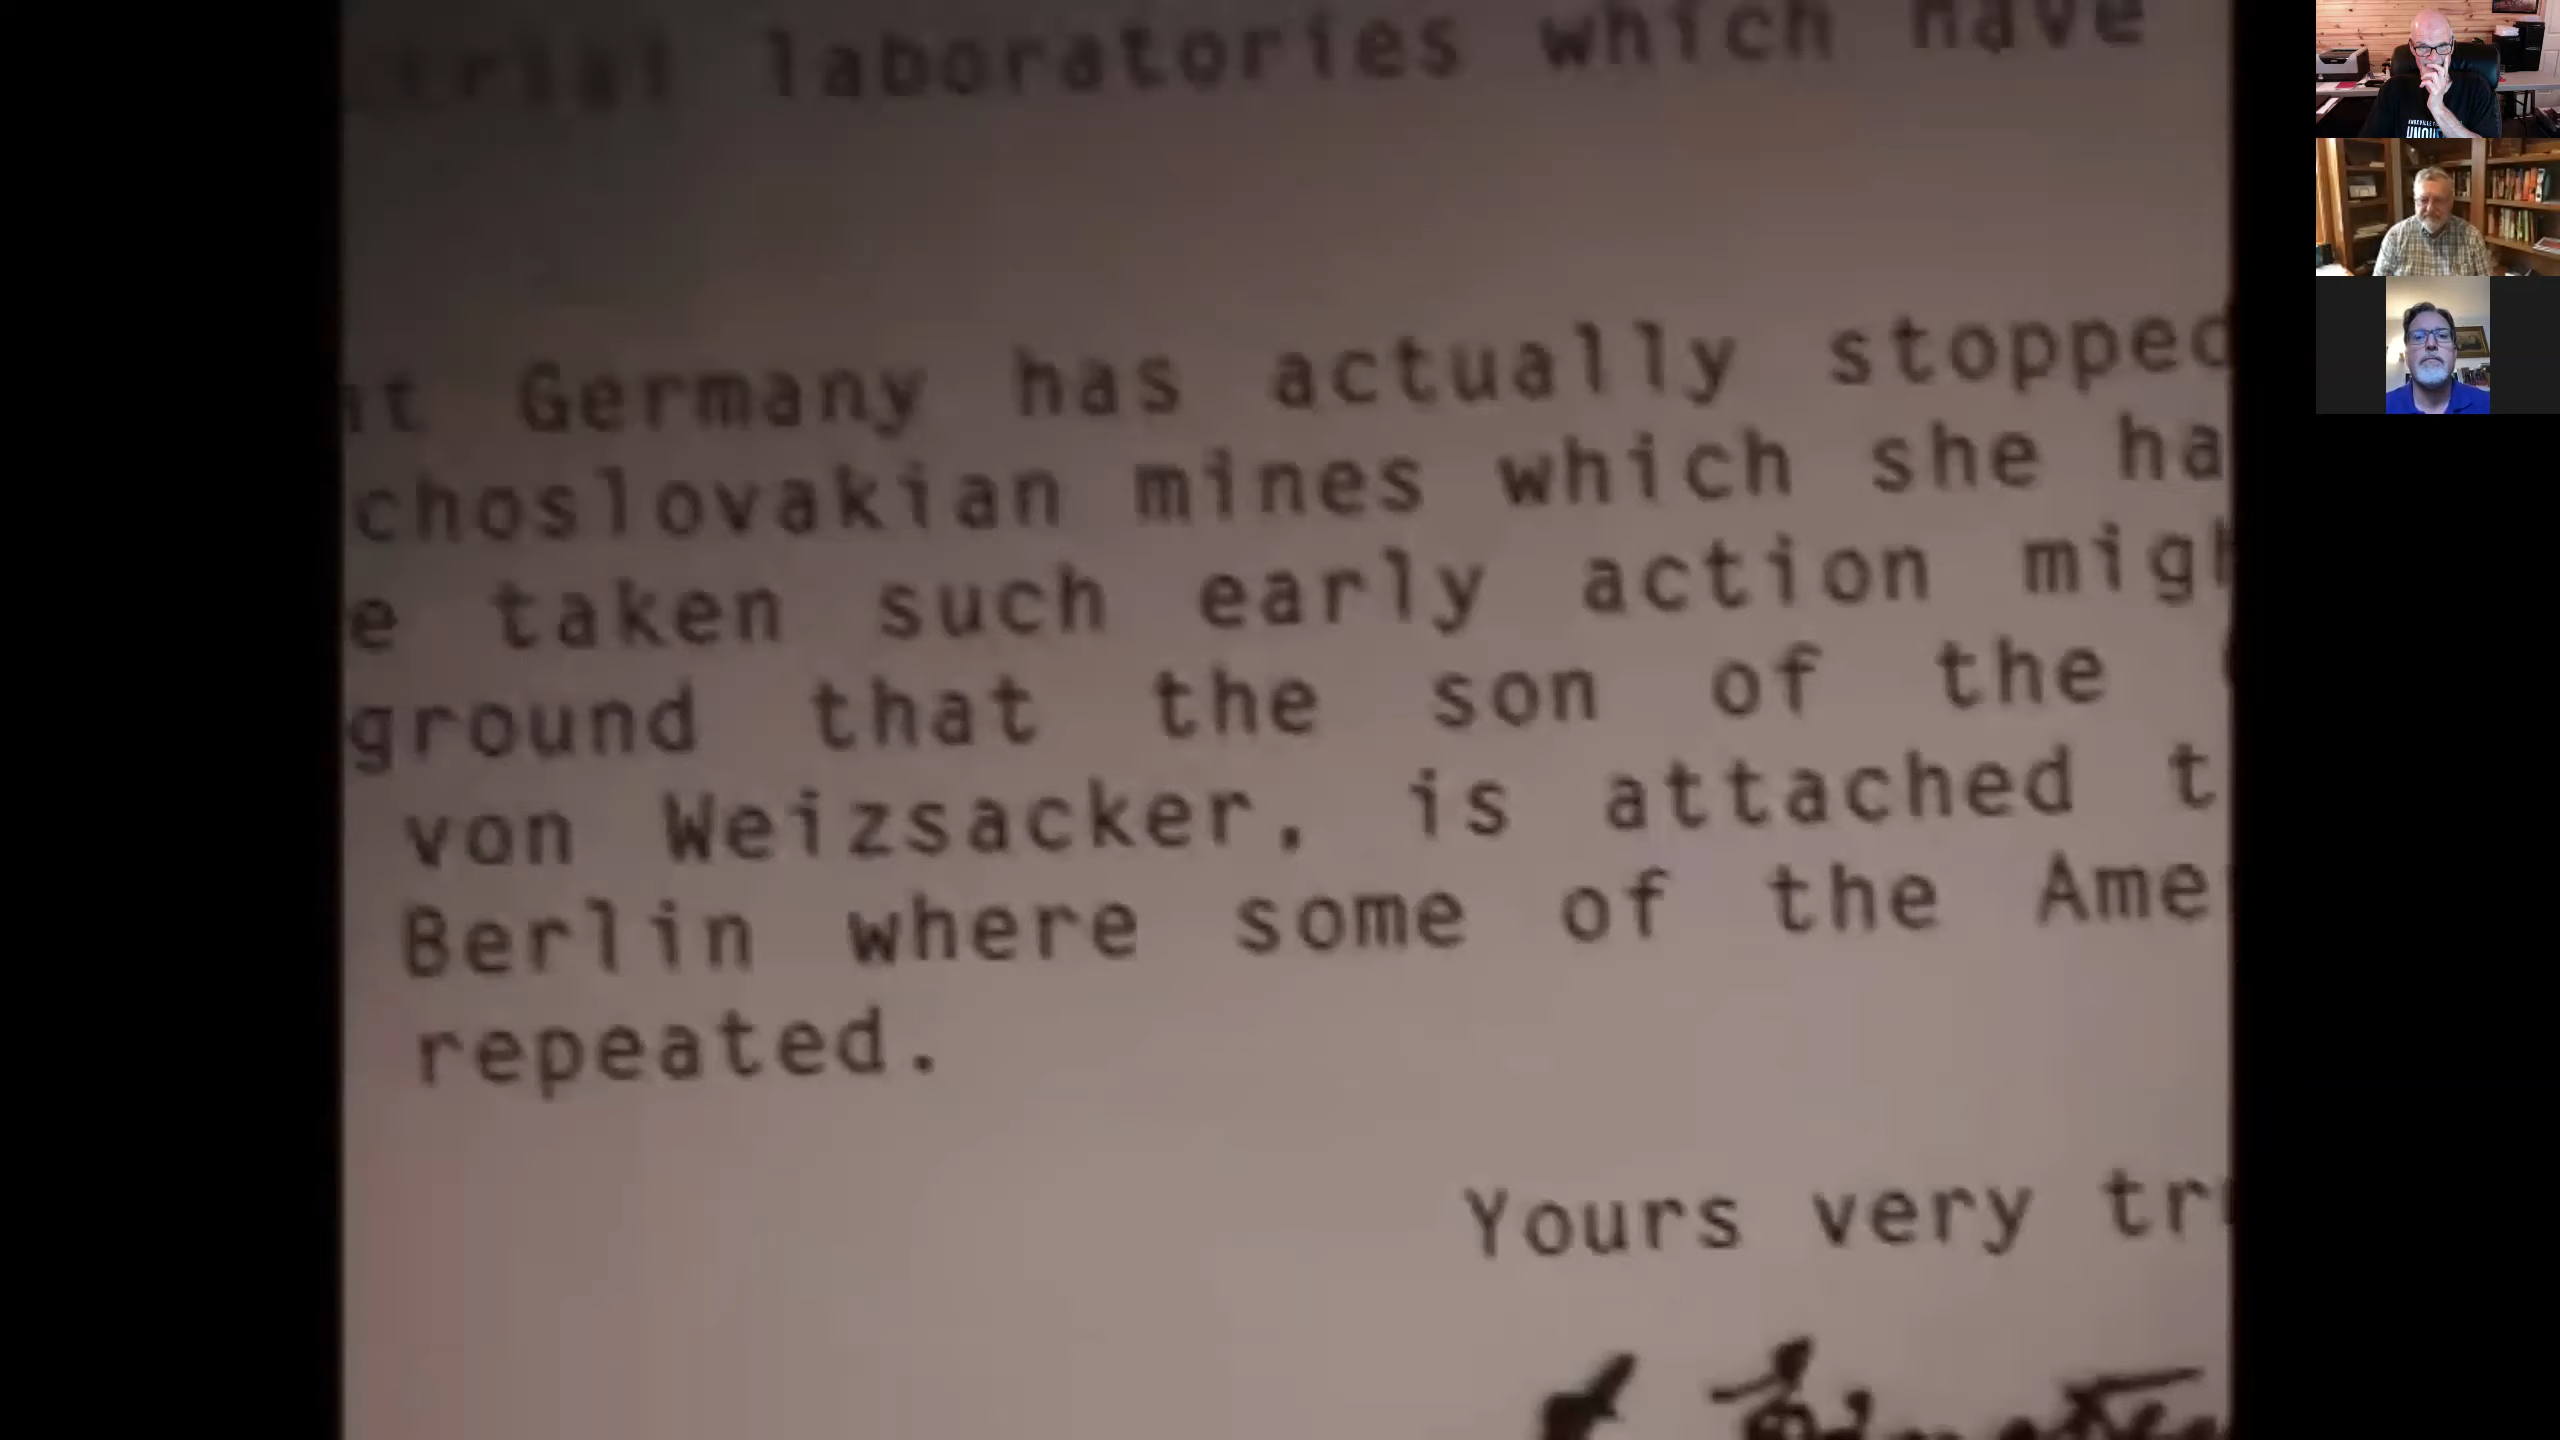 laboratories which have
Germany has actually stopped
choslovakian mines which she ha
e taken such early action migh
ground that the son of the
von Weizsacker, is attached t
Berlin where some of the Ame
repeated.
Yours very tr